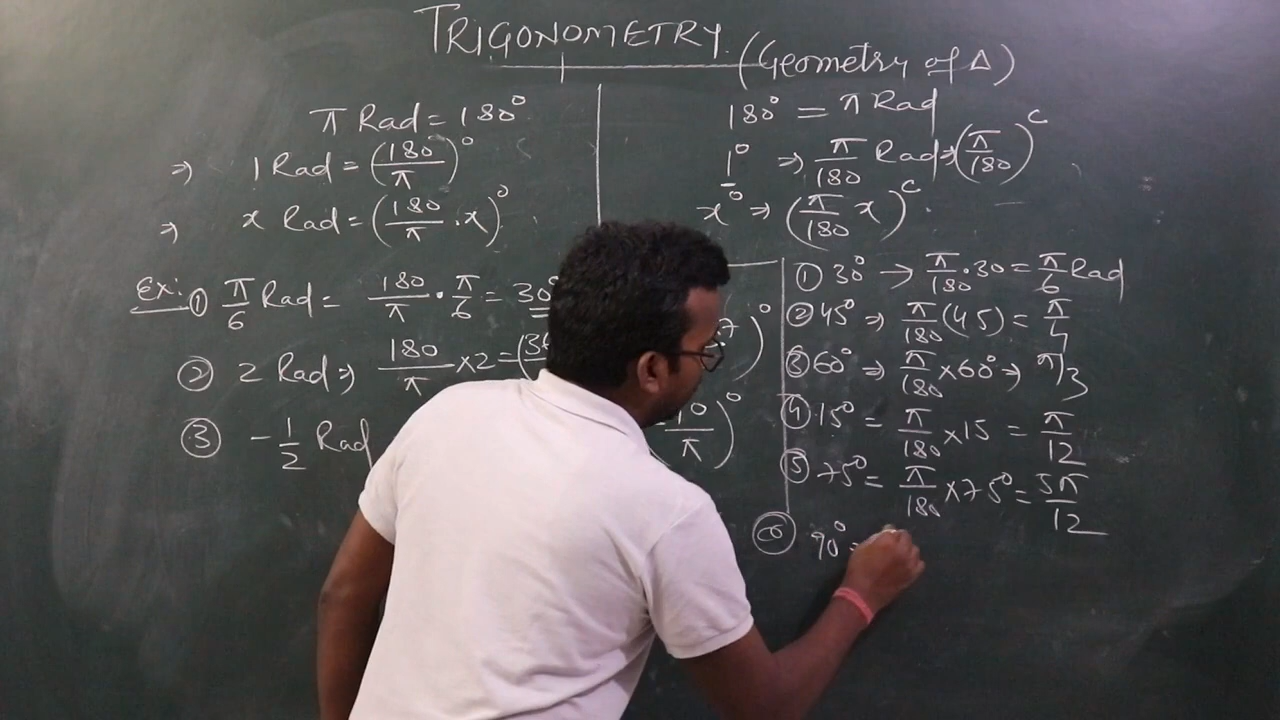 TRIGONOMETRY. (Geometry of Δ)
π Rad = 180°
⇒ 1 Rad = (180/π)°
⇒ x Rad = (180/π . x)°
Ex: ① π/6 Rad = 180/π . π/6 = 30°
② 2 Rad ⇒ 180/π × 2 = (36 7)°
③ -1/2 Rad 10/π)°
180° = π Rad
1° ⇒ π/180 Rad ⇒ (π/180)^c
x° ⇒ (π/180 x)^c.
① 30° → π/180 . 30 = π/6 Rad
② 45° ⇒ π/180 (45) = π/4
③ 60° ⇒ π/180 × 60° ⇒ π/3
④ 15° = π/180 × 15 = π/12
⑤ 75° = π/180 × 75° = 5π/12
⑥ 90° =